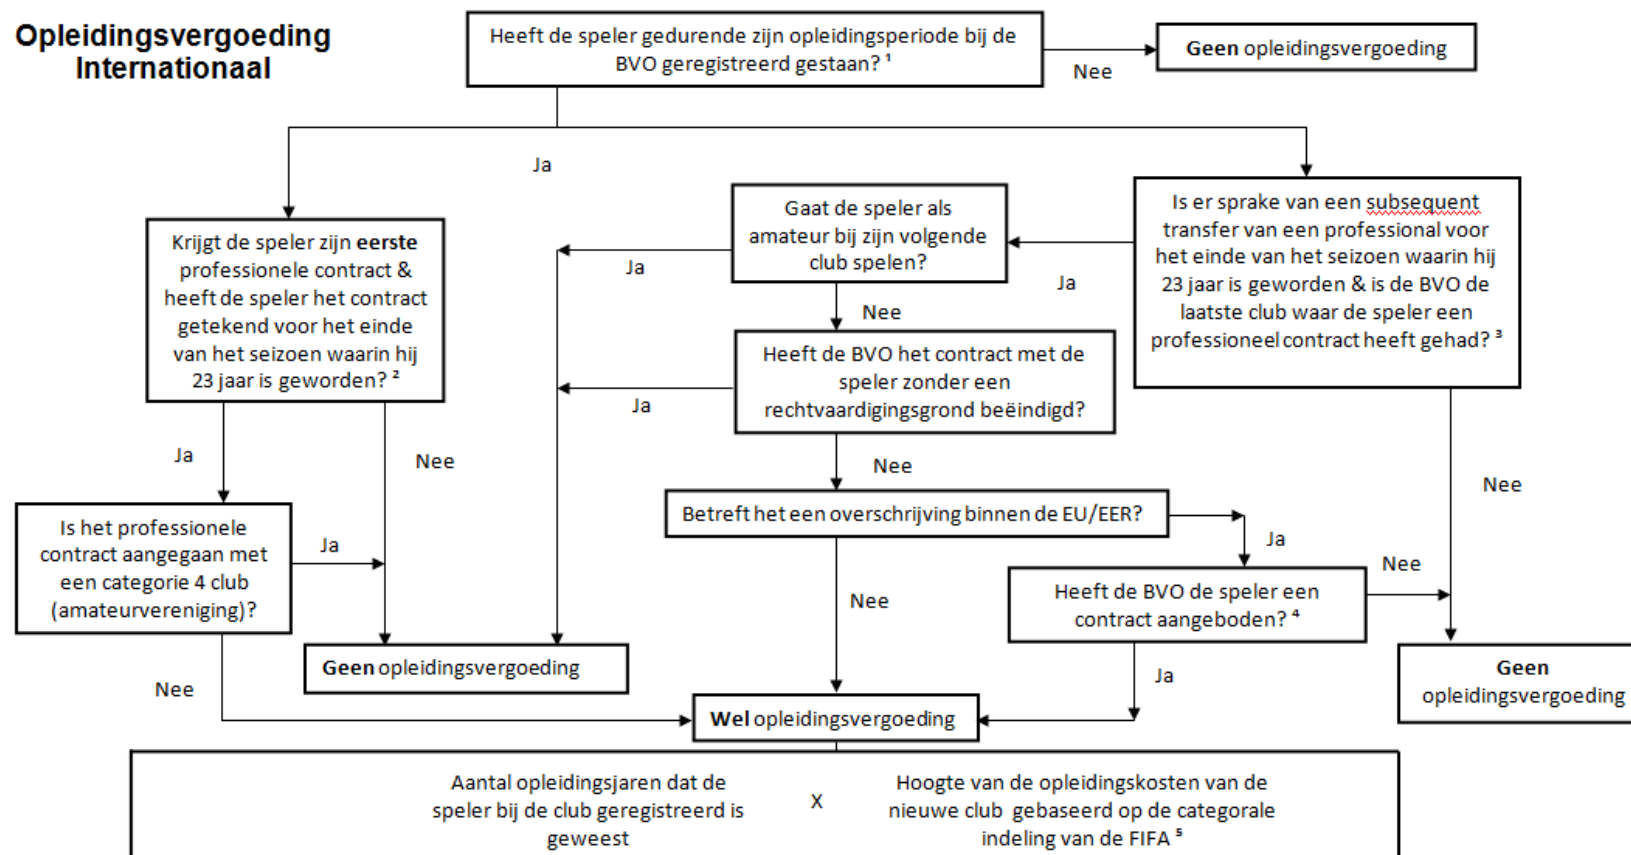 Opleidingsvergoeding
Internationaal
Heeft de speler gedurende zijn opleidingsperiode bij de
BVO geregistreerd gestaan? ¹
Nee
Geen opleidingsvergoeding
Ja
Krijgt de speler zijn eerste
professionele contract &
heeft de speler het contract
getekend voor het einde
van het seizoen waarin hij
23 jaar is geworden? ²
Gaat de speler als
amateur bij zijn volgende
club spelen?
Is er sprake van een subsequent
transfer van een professional voor
het einde van het seizoen waarin hij
23 jaar is geworden & is de BVO de
laatste club waar de speler een
professioneel contract heeft gehad? ³
Ja
Ja
Nee
Heeft de BVO het contract met de
speler zonder een
rechtvaardigingsgrond beëindigd?
Ja
Ja
Nee
Nee
Nee
Is het professionele
contract aangegaan met
een categorie 4 club
(amateurvereniging)?
Ja
Betreft het een overschrijving binnen de EU/EER?
Ja
Nee
Heeft de BVO de speler een
contract aangeboden? ⁴
Nee
Geen opleidingsvergoeding
Geen
opleidingsvergoeding
Nee
Ja
Wel opleidingsvergoeding
Aantal opleidingsjaren dat de
speler bij de club geregistreerd is
geweest
X
Hoogte van de opleidingskosten van de
nieuwe club gebaseerd op de categorale
indeling van de FIFA ⁵